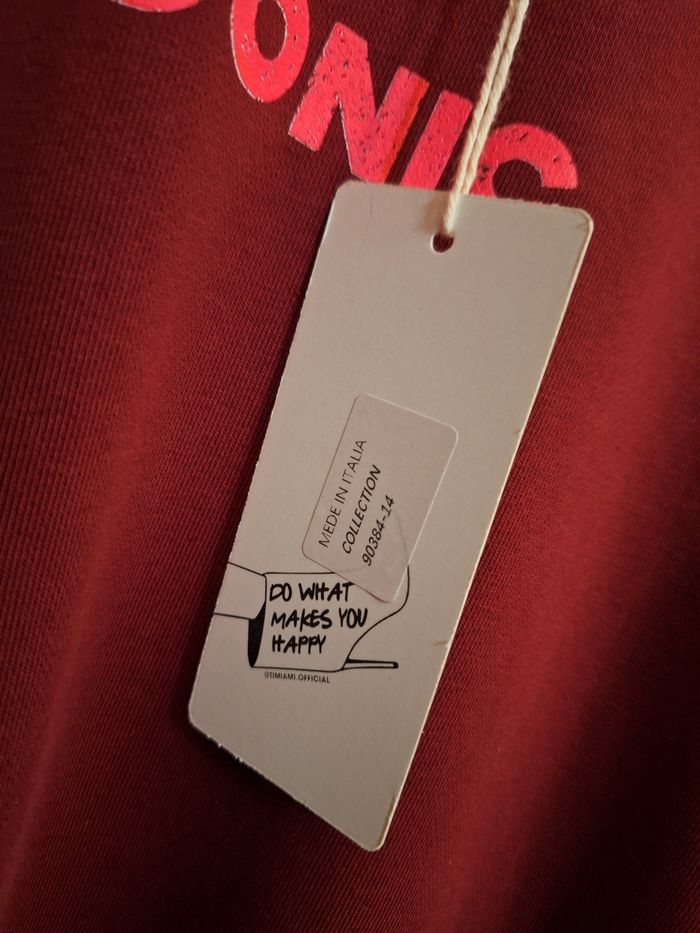 ONIC
MEDE IN ITALIA
COLLECTION
90384-14
DO WHAT
MAKES YOU
HAPPY
@TIMIAMI.OFFICIAL